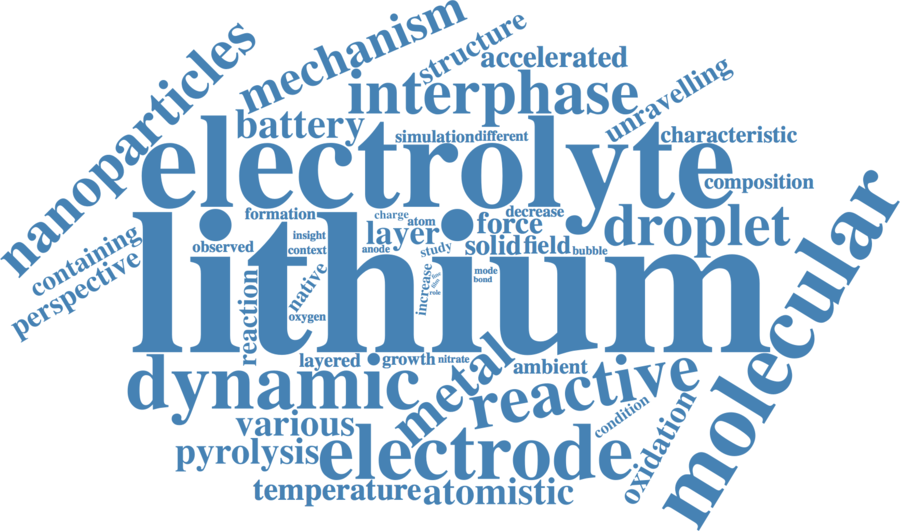 mechanism
structure
accelerated
nanoparticles
interphase
unravelling
battery
simulation
different
characteristic
electrolyte
composition
molecular
formation
charge
atom
decrease
force
droplet
containing
observed
insight
context
layer
anode
study
solid
field
bubble
perspective
lithium
reaction
native
oxygen
increase
role
mode
bond
layered
growth
nitrate
metal
ambient
dynamic
reactive
various
condition
oxidation
pyrolysis
electrode
temperature
atomistic